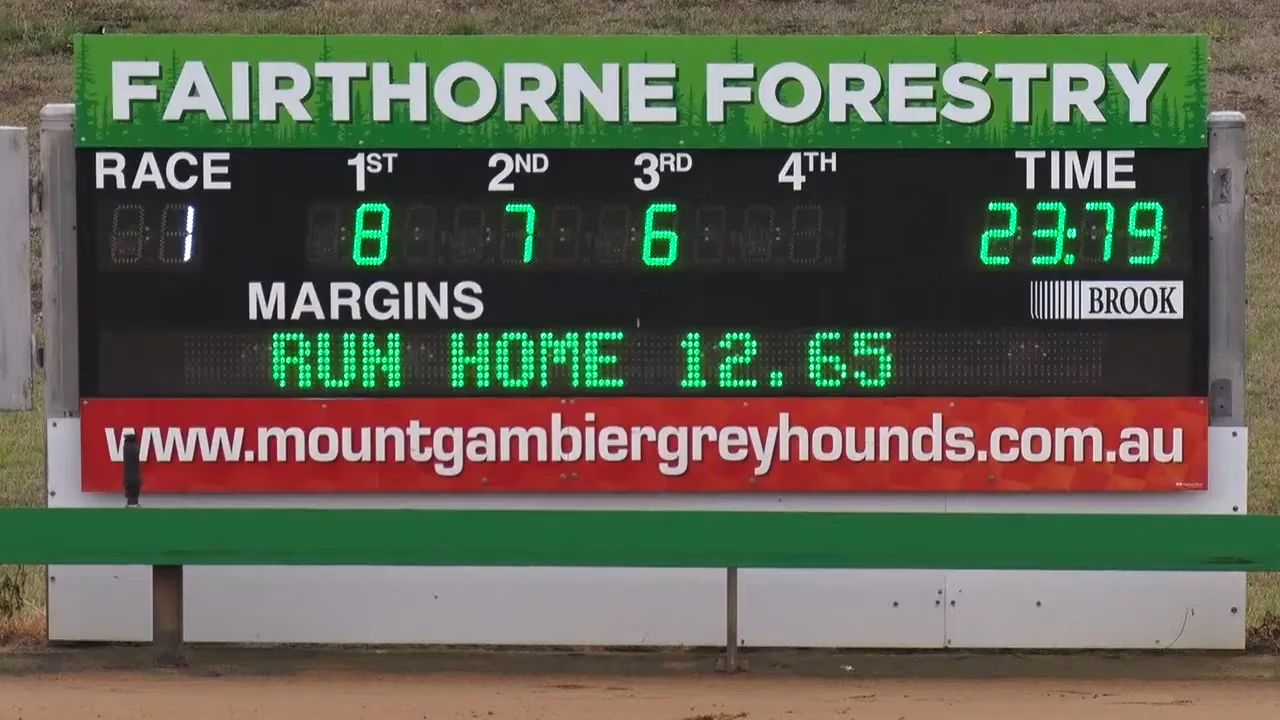 FAIRTHORNE FORESTRY
RACE 1ST 2ND 3RD 4TH TIME
1 8 7 6 23:79
MARGINS BROOK
RUN HOME 12.65
www.mountgambiergreyhounds.com.au